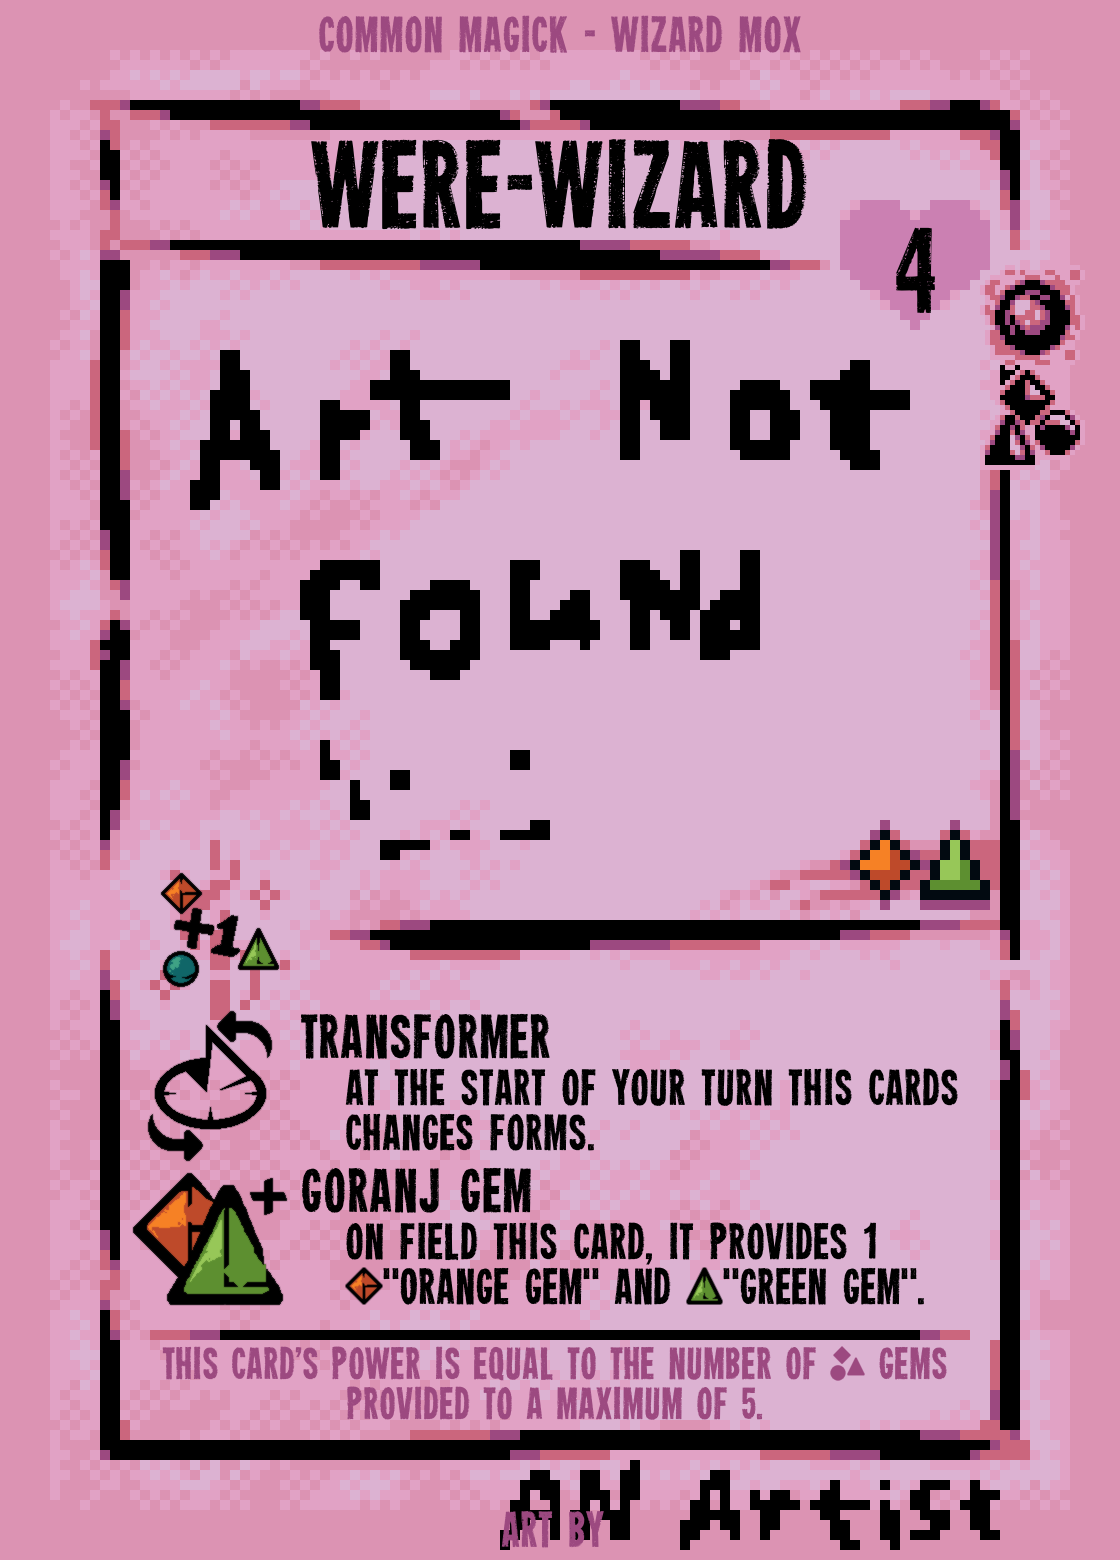 COMMON MAGICK - WIZARD MOX
WERE-WIZARD
4
Art Not
Found
+1
TRANSFORMER
AT THE START OF YOUR TURN THIS CARDS
CHANGES FORMS.
+ GORANJ GEM
ON FIELD THIS CARD, IT PROVIDES 1
"ORANGE GEM" AND "GREEN GEM".
THIS CARD'S POWER IS EQUAL TO THE NUMBER OF GEMS
PROVIDED TO A MAXIMUM OF 5.
AN Artist
ART BY